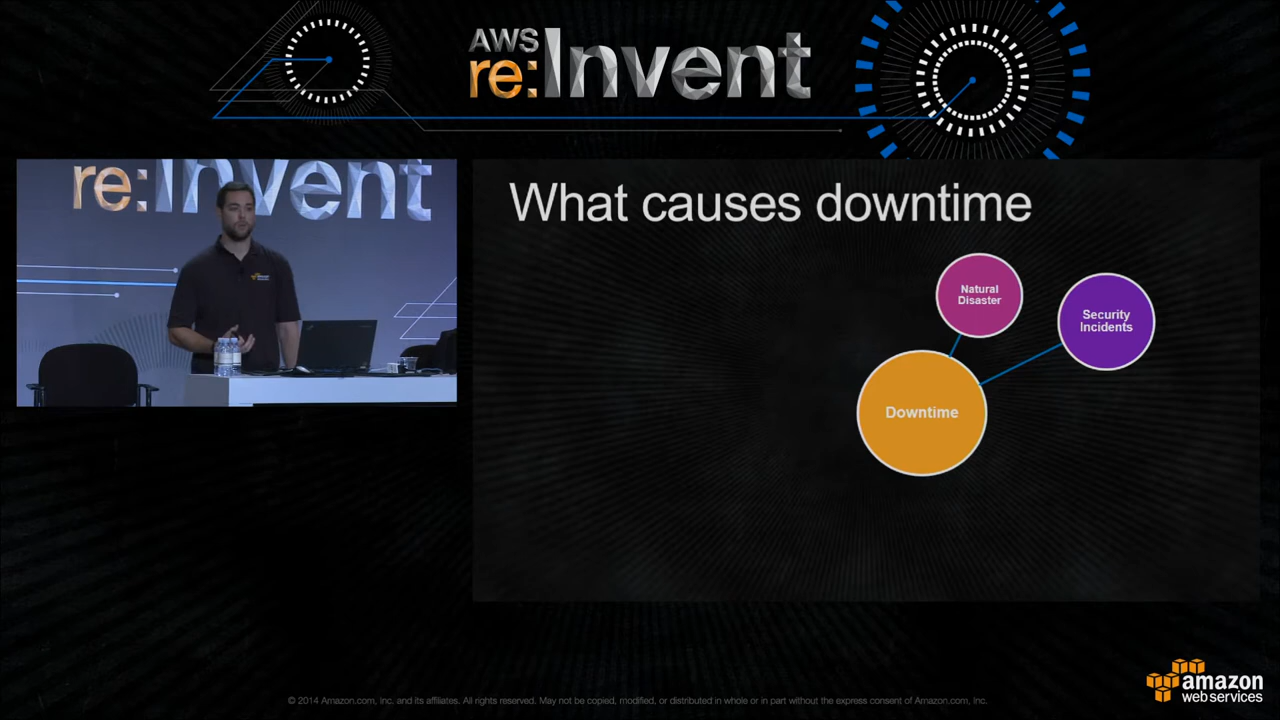 AWS
re:Invent
re:Invent
What causes downtime
Natural
Disaster
Security
Incidents
Downtime
amazon
web services
© 2014 Amazon.com, inc. and its affiliates. All rights reserved. May not be copied, modified, or distributed in whole or in part without the express consent of Amazon.com, inc.